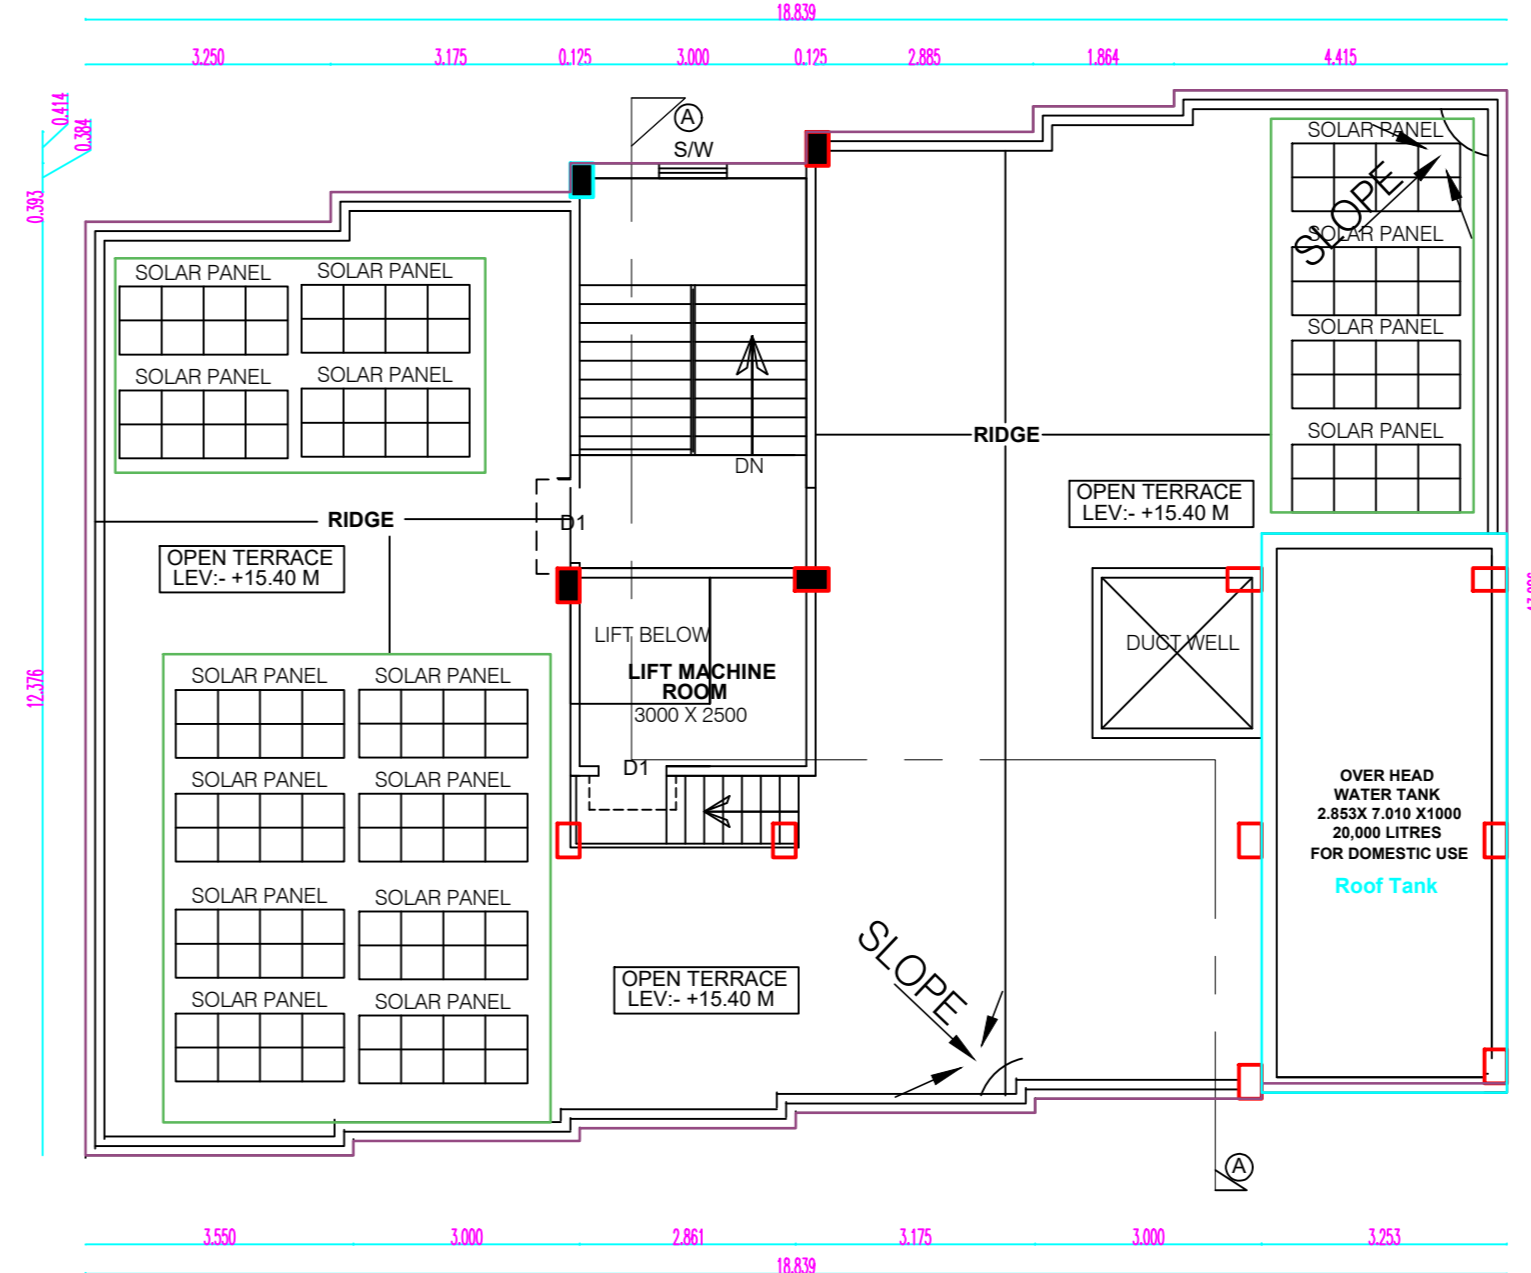 18.839
3.250
3.175
0.125
3.000
0.125
2.885
1.864
4.415
0.414
0.384
0.393
12.376
A
S/W
SOLAR PANEL
SLOPE
SOLAR PANEL
SOLAR PANEL
SOLAR PANEL
SOLAR PANEL
SOLAR PANEL
SOLAR PANEL
SOLAR PANEL
DN
RIDGE
RIDGE
D1
OPEN TERRACE
LEV:- +15.40 M
OPEN TERRACE
LEV:- +15.40 M
LIFT BELOW
LIFT MACHINE
ROOM
3000 X 2500
D1
DUCT WELL
SOLAR PANEL
SOLAR PANEL
SOLAR PANEL
SOLAR PANEL
SOLAR PANEL
SOLAR PANEL
SOLAR PANEL
SOLAR PANEL
OVER HEAD
WATER TANK
2.853X 7.010 X1000
20,000 LITRES
FOR DOMESTIC USE
Roof Tank
OPEN TERRACE
LEV:- +15.40 M
SLOPE
A
3.550
3.000
2.861
3.175
3.000
3.253
18.839